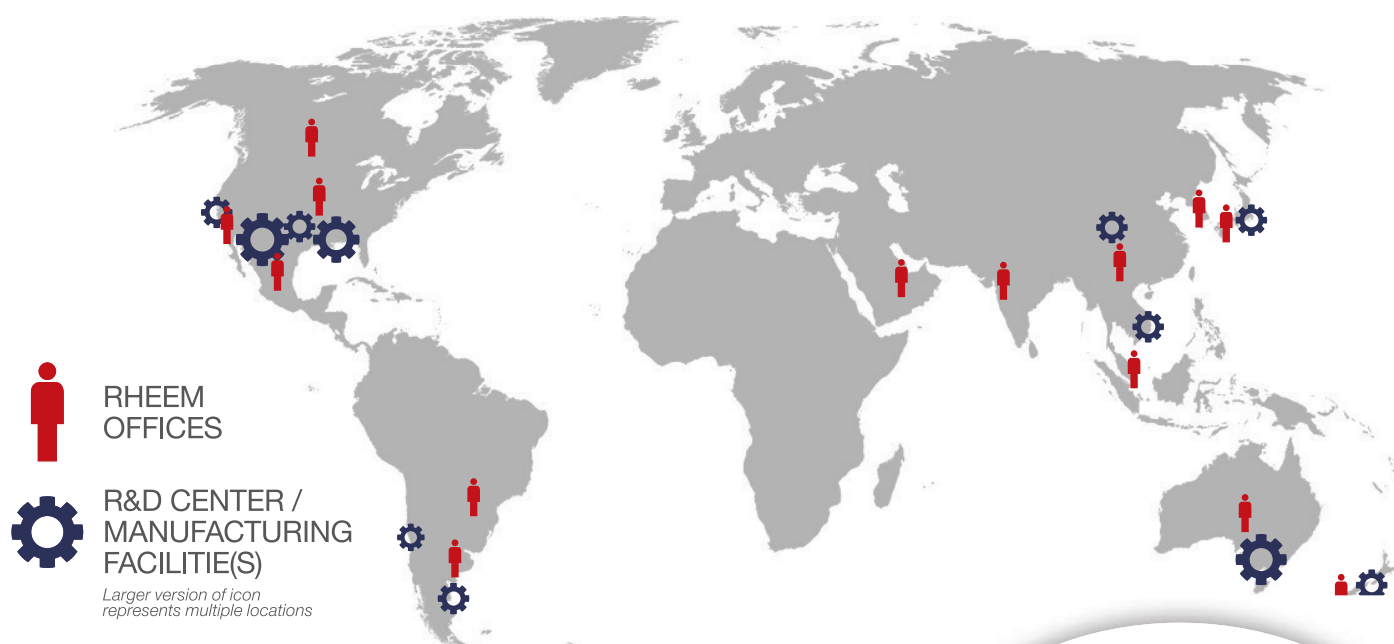 RHEEM
OFFICES
R&D CENTER /
MANUFACTURING
FACILITIE(S)
Larger version of icon
represents multiple locations